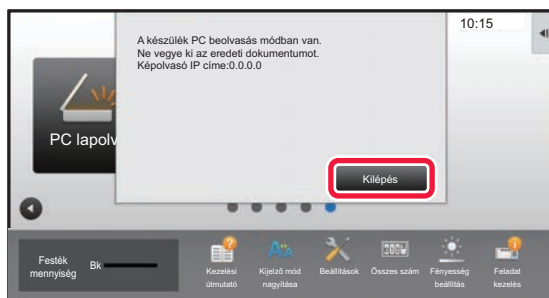 10:15
A készülék PC beolvasás módban van.
Ne vegye ki az eredeti dokumentumot.
Képolvasó IP címe:0.0.0.0
PC lapolv
Kilépés
Festék
mennyiség
Bk
Kezelési
útmutató
Kijelző mód
nagyítása
Beállítások
Összes szám
Fényesség
beállítás
Feladat
kezelés